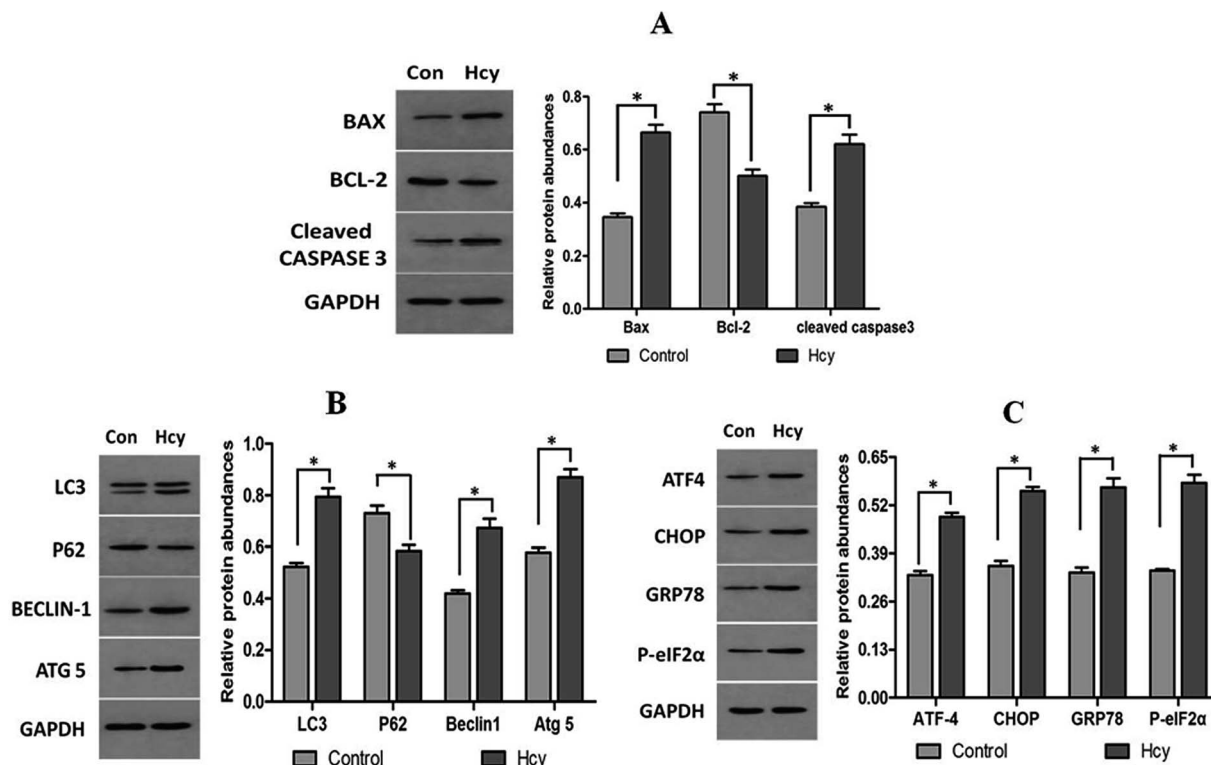 A
Con Hcy
BAX
BCL-2
Cleaved
CASPASE 3
GAPDH
Relative protein abundances
0.8
0.6
0.4
0.2
0.0
* * *
Bax Bcl-2 cleaved caspase3
Control Hcy
B
Con Hcy
LC3
P62
BECLIN-1
ATG 5
GAPDH
Relative protein abundances
1.0
0.8
0.6
0.4
0.2
0.0
* * * *
LC3 P62 Beclin1 Atg 5
Control Hcy
C
Con Hcy
ATF4
CHOP
GRP78
P-eIF2α
GAPDH
Relative protein abundances
0.65
0.52
0.39
0.26
0.13
0.00
* * * *
ATF-4 CHOP GRP78 P-eIF2α
Control Hcy